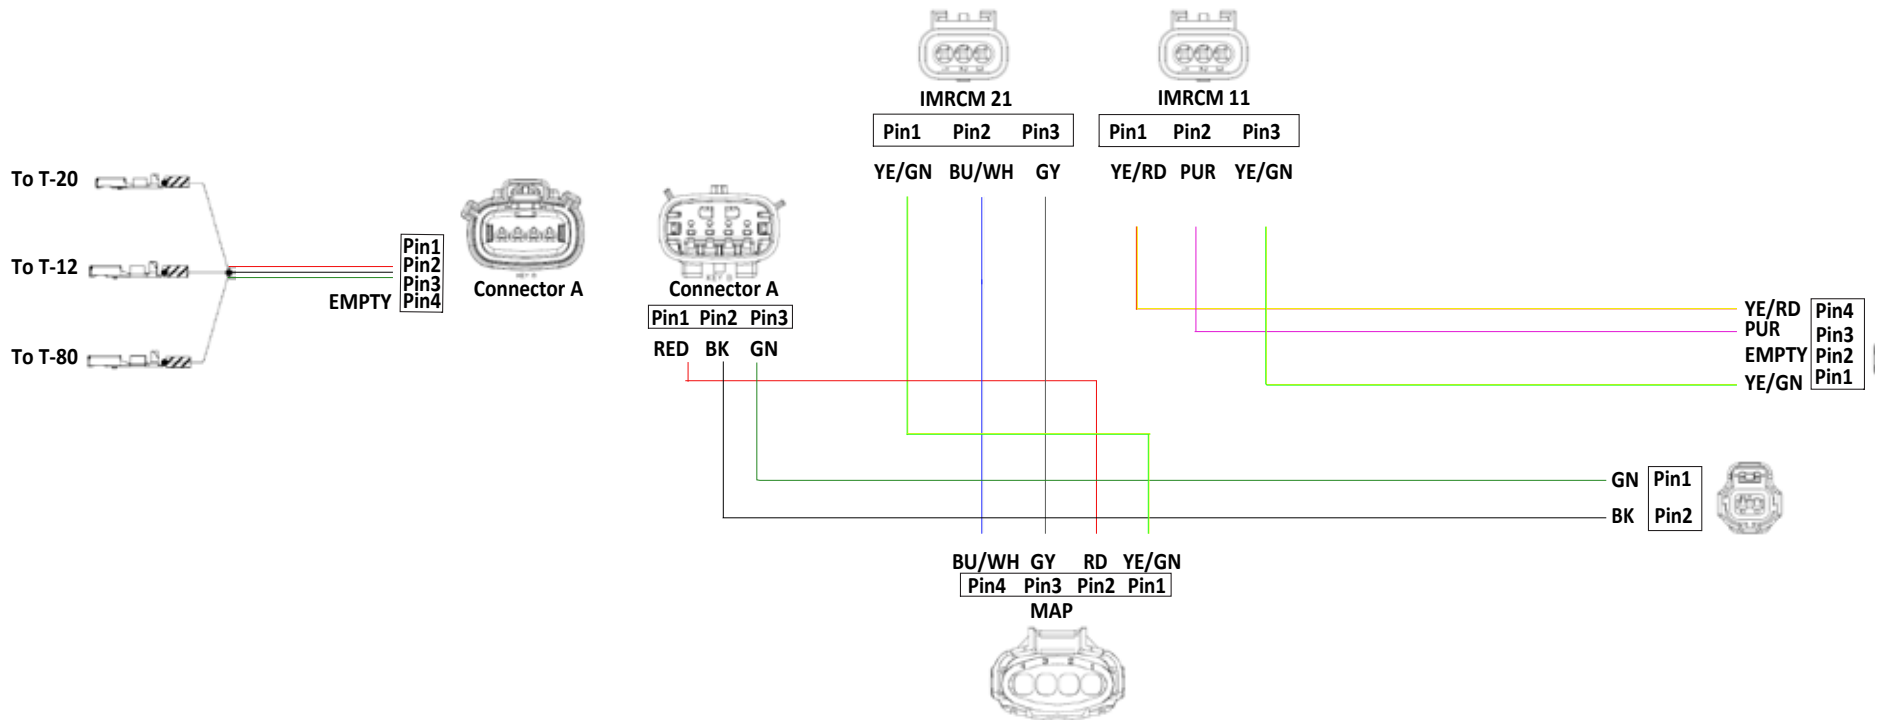 IMRCM 21
Pin1 Pin2 Pin3
YE/GN BU/WH GY
IMRCM 11
Pin1 Pin2 Pin3
YE/RD PUR YE/GN
To T-20
To T-12
To T-80
Pin1
Pin2
Pin3
EMPTY Pin4
Connector A
Connector A
Pin1 Pin2 Pin3
RED BK GN
YE/RD Pin4
PUR Pin3
EMPTY Pin2
YE/GN Pin1
GN Pin1
BK Pin2
BU/WH GY RD YE/GN
Pin4 Pin3 Pin2 Pin1
MAP